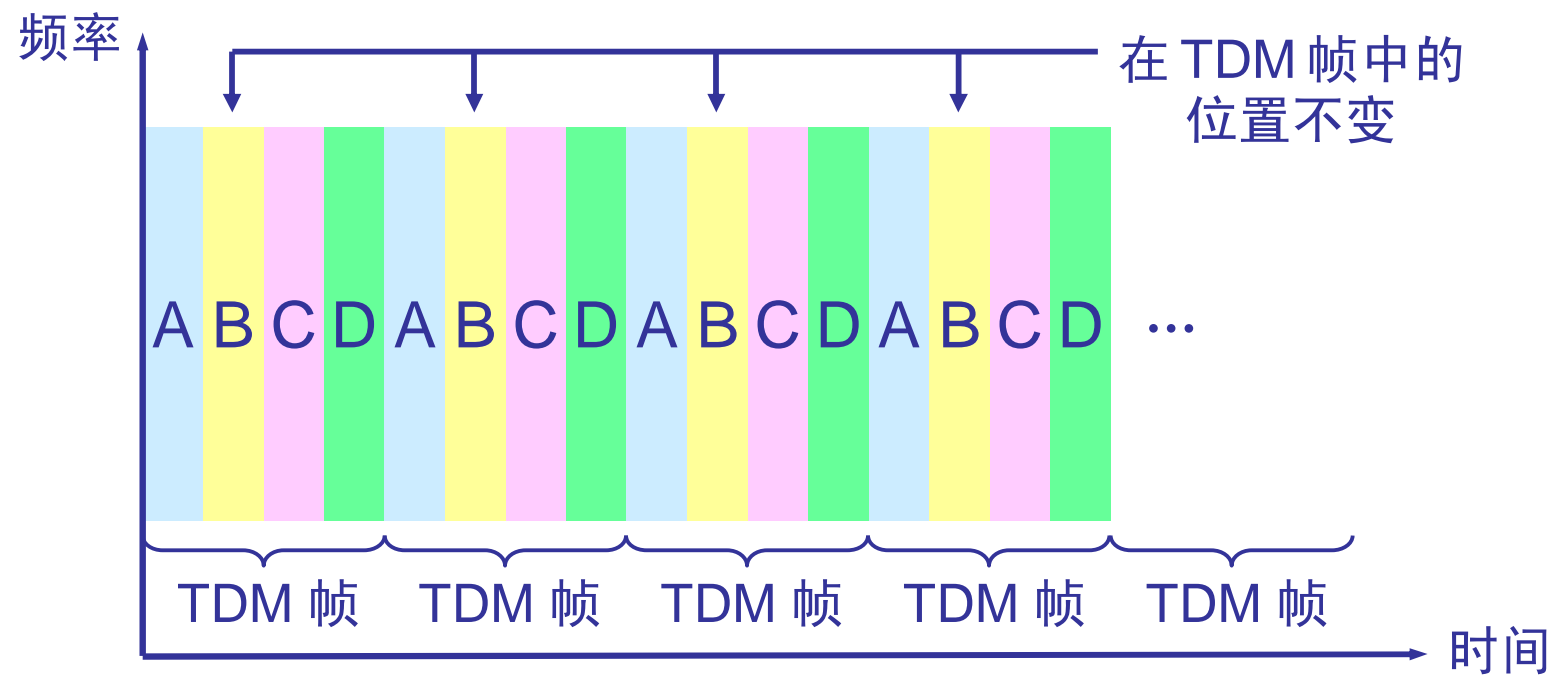 频率
在 TDM 帧中的
位置不变
A B C D A B C D A B C D A B C D …
TDM 帧 TDM 帧 TDM 帧 TDM 帧 TDM 帧
时间